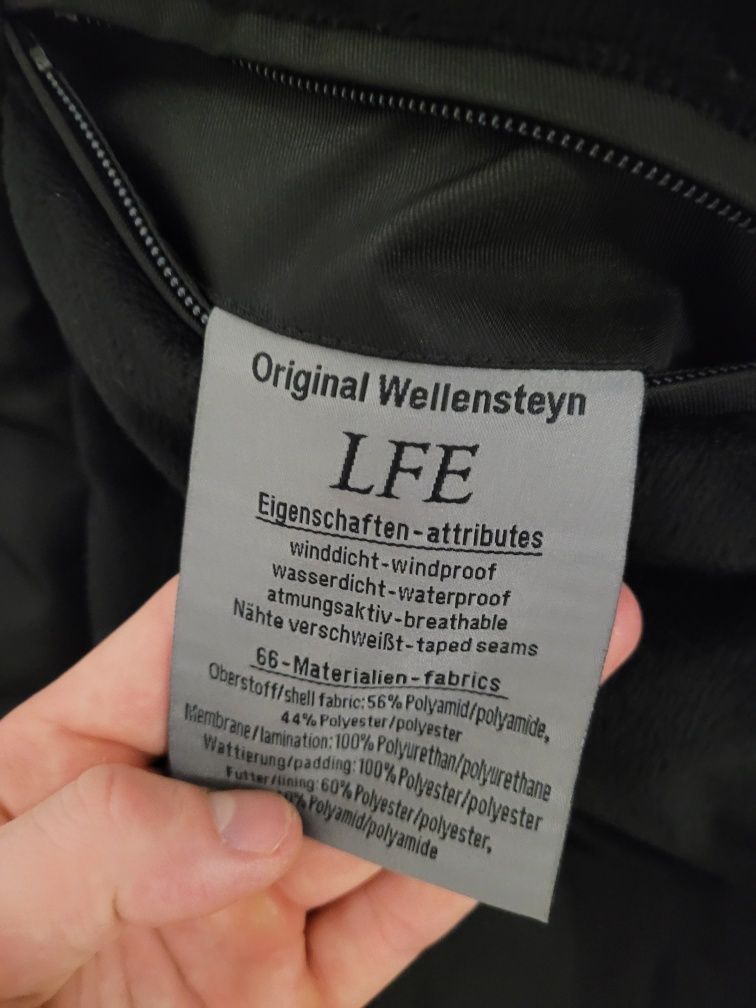 Original Wellensteyn
LFE
Eigenschaften-attributes
winddicht-windproof
wasserdicht-waterproof
atmungsaktiv-breathable
Nähte verschweißt-taped seams
66-Materialien-fabrics
Oberstoff/shell fabric:56% Polyamid/polyamide,
44% Polyester/polyester
Membrane/lamination:100% Polyurethan/polyurethane
Wattierung/padding:100% Polyester/polyester
Futter/lining:60% Polyester/polyester,
Polyamid/polyamide